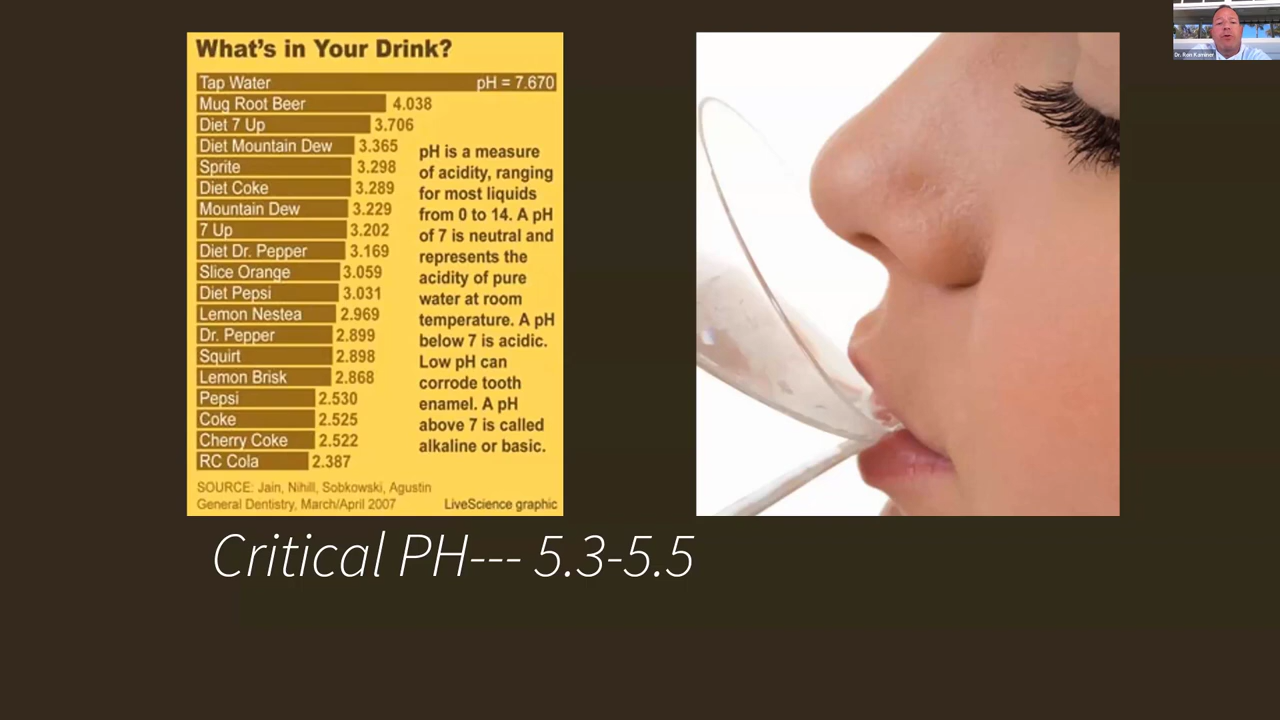 What's in Your Drink?
Tap Water pH = 7.670
Mug Root Beer 4.038
Diet 7 Up 3.706
Diet Mountain Dew 3.365
Sprite 3.298
Diet Coke 3.289
Mountain Dew 3.229
7 Up 3.202
Diet Dr. Pepper 3.169
Slice Orange 3.059
Diet Pepsi 3.031
Lemon Nestea 2.969
Dr. Pepper 2.899
Squirt 2.898
Lemon Brisk 2.868
Pepsi 2.530
Coke 2.525
Cherry Coke 2.522
RC Cola 2.387
pH is a measure
of acidity, ranging
for most liquids
from 0 to 14. A pH
of 7 is neutral and
represents the
acidity of pure
water at room
temperature. A pH
below 7 is acidic.
Low pH can
corrode tooth
enamel. A pH
above 7 is called
alkaline or basic.
SOURCE: Jain, Nihill, Sobkowski, Agustin
General Dentistry, March/April 2007 LiveScience graphic
Critical PH--- 5.3-5.5
Dr. Ron Kaminer